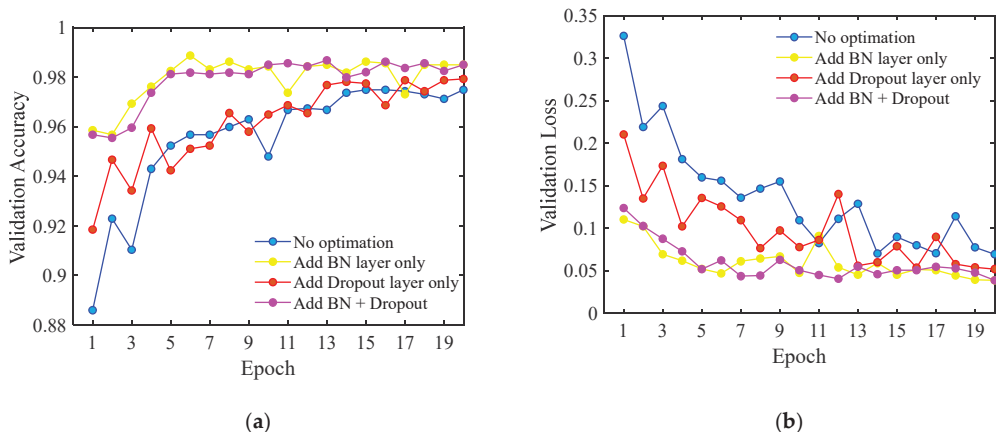 1
0.98
0.96
0.94
0.92
0.9
0.88
Validation Accuracy
No optimation
Add BN layer only
Add Dropout layer only
Add BN + Dropout
1 3 5 7 9 11 13 15 17 19
Epoch
(a)
0.35
0.3
0.25
0.2
0.15
0.1
0.05
0
Validation Loss
No optimation
Add BN layer only
Add Dropout layer only
Add BN + Dropout
1 3 5 7 9 11 13 15 17 19
Epoch
(b)